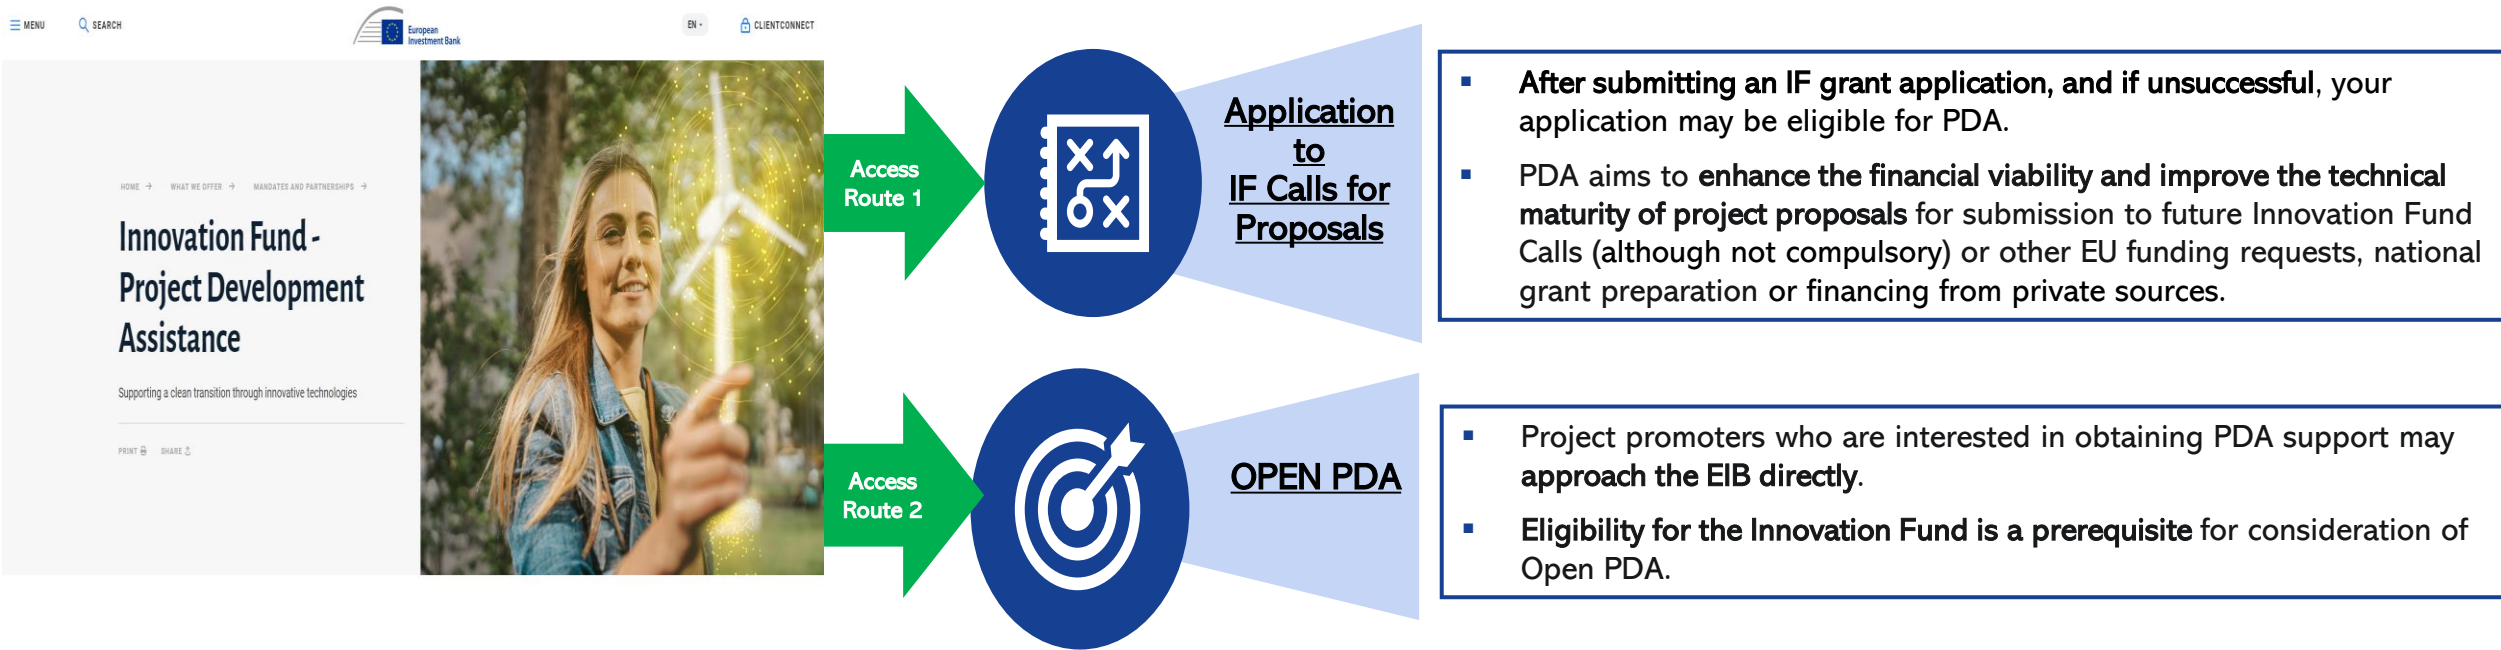 MENU
SEARCH
European
Investment Bank
EN
CLIENTCONNECT
HOME → WHAT WE OFFER → MANDATES AND PARTNERSHIPS →
Innovation Fund -
Project Development
Assistance
Supporting a clean transition through innovative technologies
PRINT SHARE
Access
Route 1
Application
to
IF Calls for
Proposals
▪ After submitting an IF grant application, and if unsuccessful, your
application may be eligible for PDA.
▪ PDA aims to enhance the financial viability and improve the technical
maturity of project proposals for submission to future Innovation Fund
Calls (although not compulsory) or other EU funding requests, national
grant preparation or financing from private sources.
Access
Route 2
OPEN PDA
▪ Project promoters who are interested in obtaining PDA support may
approach the EIB directly.
▪ Eligibility for the Innovation Fund is a prerequisite for consideration of
Open PDA.